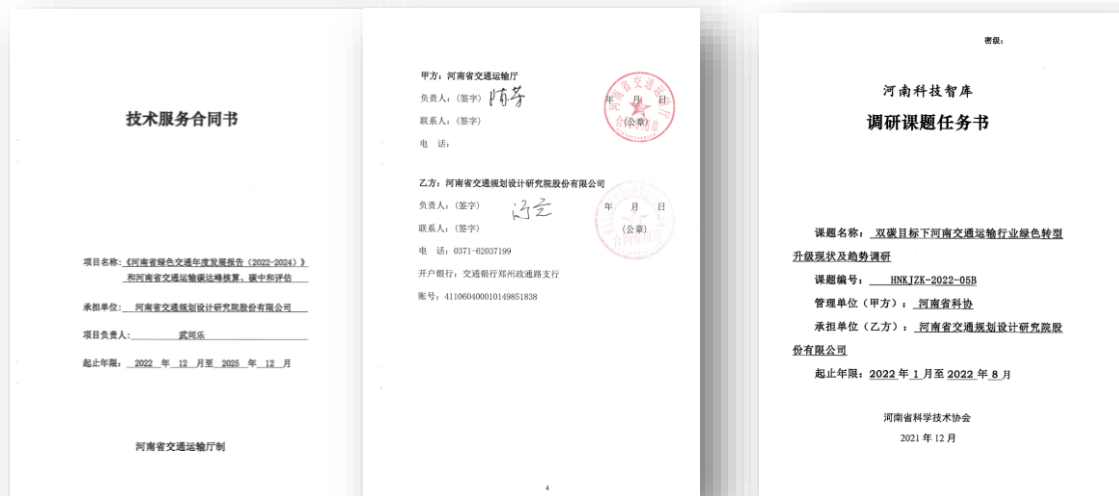 技术服务合同书
项目名称:《河南省绿色交通年度发展报告(2022-2024)》
和河南省交通运输碳达峰核算、碳中和评估
承担单位: 河南省交通规划设计研究院股份有限公司
项目负责人: 武同乐
起止年限: 2022 年 12 月至 2025 年 12 月
河南省交通运输厅制
甲方:河南省交通运输厅
负责人:(签字)
联系人:(签字)
电 话:
年 月 日
(公章)
河南省交通运输厅
乙方:河南省交通规划设计研究院股份有限公司
负责人:(签字)
联系人:(签字)
电 话:0371-62037199
开户银行:交通银行郑州政通路支行
账号:411060400010149851838
年 月 日
(公章)
4
密级:
河南科技智库
调研课题任务书
课题名称: 双碳目标下河南交通运输行业绿色转型
升级现状及趋势调研
课题编号: HNKJZK-2022-05B
管理单位(甲方): 河南省科协
承担单位(乙方): 河南省交通规划设计研究院股
份有限公司
起止年限:2022 年 1 月至 2022 年 8 月
河南省科学技术协会
2021 年 12 月